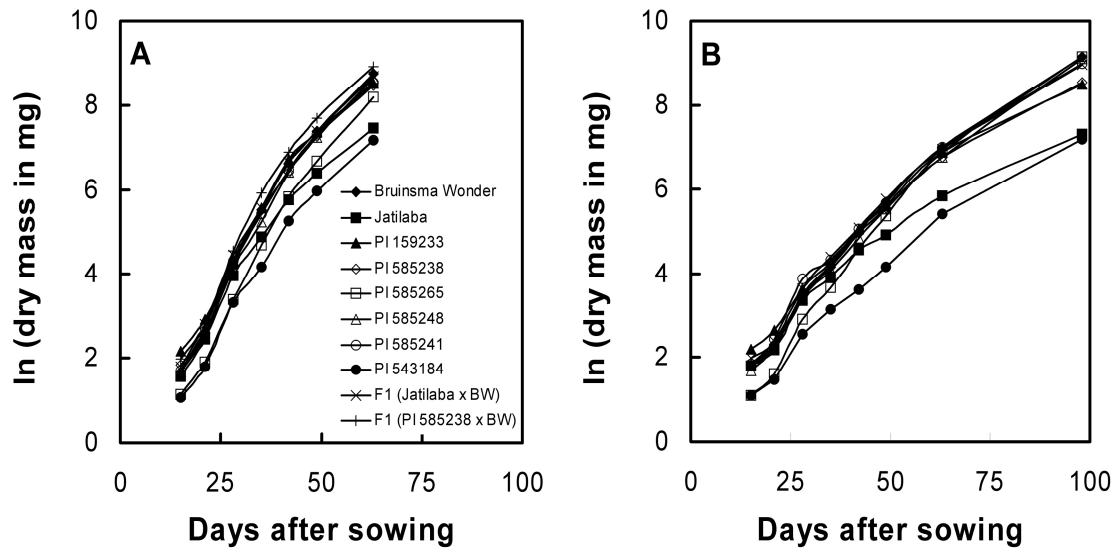 A
ln (dry mass in mg)
10
8
6
4
2
0
0 25 50 75 100
Days after sowing
Bruinsma Wonder
Jatilaba
PI 159233
PI 585238
PI 585265
PI 585248
PI 585241
PI 543184
F1 (Jatilaba x BW)
F1 (PI 585238 x BW)
B
ln (dry mass in mg)
10
8
6
4
2
0
0 25 50 75 100
Days after sowing